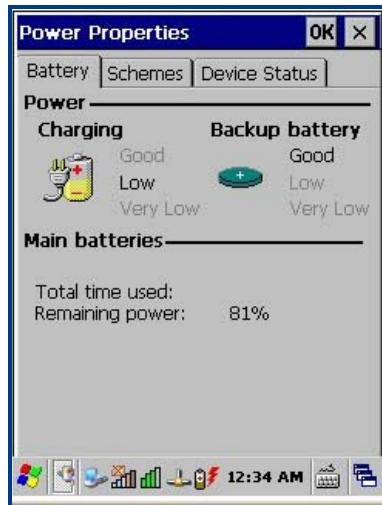 Power Properties OK ×
Battery Schemes Device Status
Power
Charging Backup battery
Good Good
Low Low
Very Low Very Low
Main batteries
Total time used:
Remaining power: 81%
12:34 AM